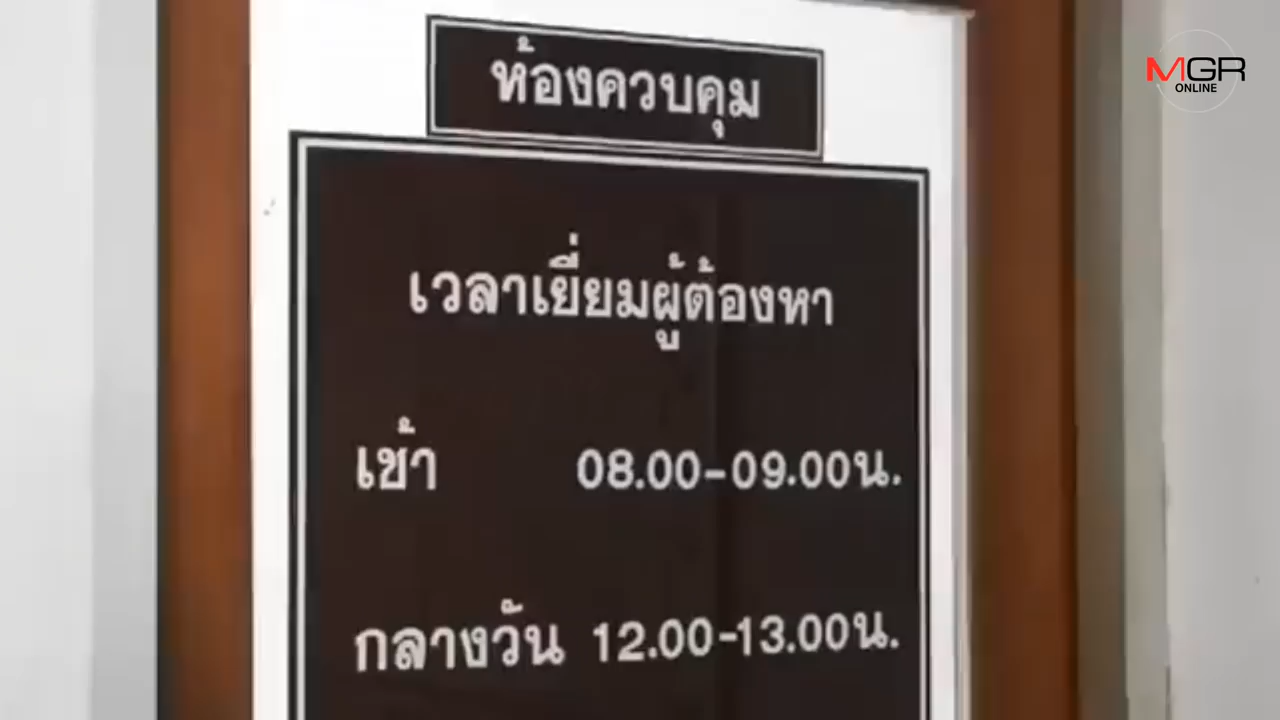 MGR
ONLINE
ห้องควบคุม
เวลาเยี่ยมผู้ต้องหา
เช้า 08.00-09.00น.
กลางวัน 12.00-13.00น.